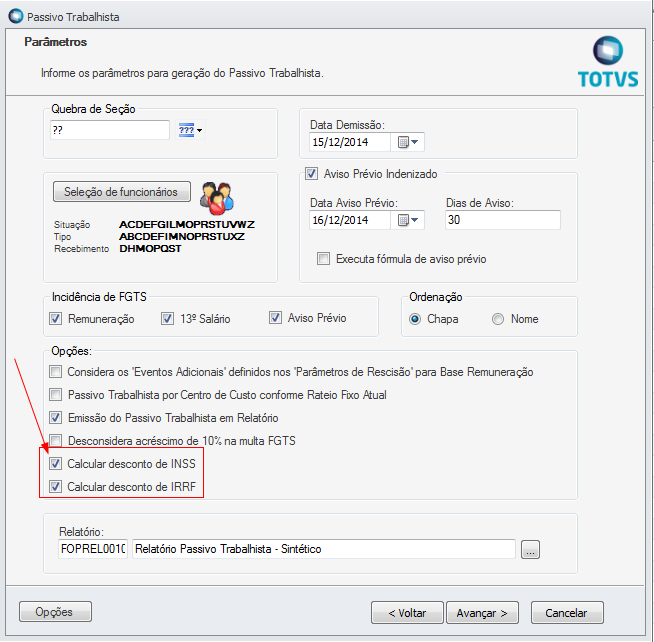 Passivo Trabalhista
Parâmetros
Informe os parâmetros para geração do Passivo Trabalhista.
TOTVS
Quebra de Seção
??
???
Data Demissão:
15/12/2014
Seleção de funcionários
Situação ACDEFGILMOPRSTUVWZ
Tipo ABCDEFIMNOPRSTUXZ
Recebimento DHMOPQST
Aviso Prévio Indenizado
Data Aviso Prévio: Dias de Aviso:
16/12/2014 30
Executa fórmula de aviso prévio
Incidência de FGTS
Remuneração 13º Salário Aviso Prévio
Ordenação
Chapa Nome
Opções:
Considera os 'Eventos Adicionais' definidos nos 'Parâmetros de Rescisão' para Base Remuneração
Passivo Trabalhista por Centro de Custo conforme Rateio Fixo Atual
Emissão do Passivo Trabalhista em Relatório
Desconsidera acréscimo de 10% na multa FGTS
Calcular desconto de INSS
Calcular desconto de IRRF
Relatório:
FOPREL0010 Relatório Passivo Trabalhista - Sintético ...
Opções < Voltar Avançar > Cancelar